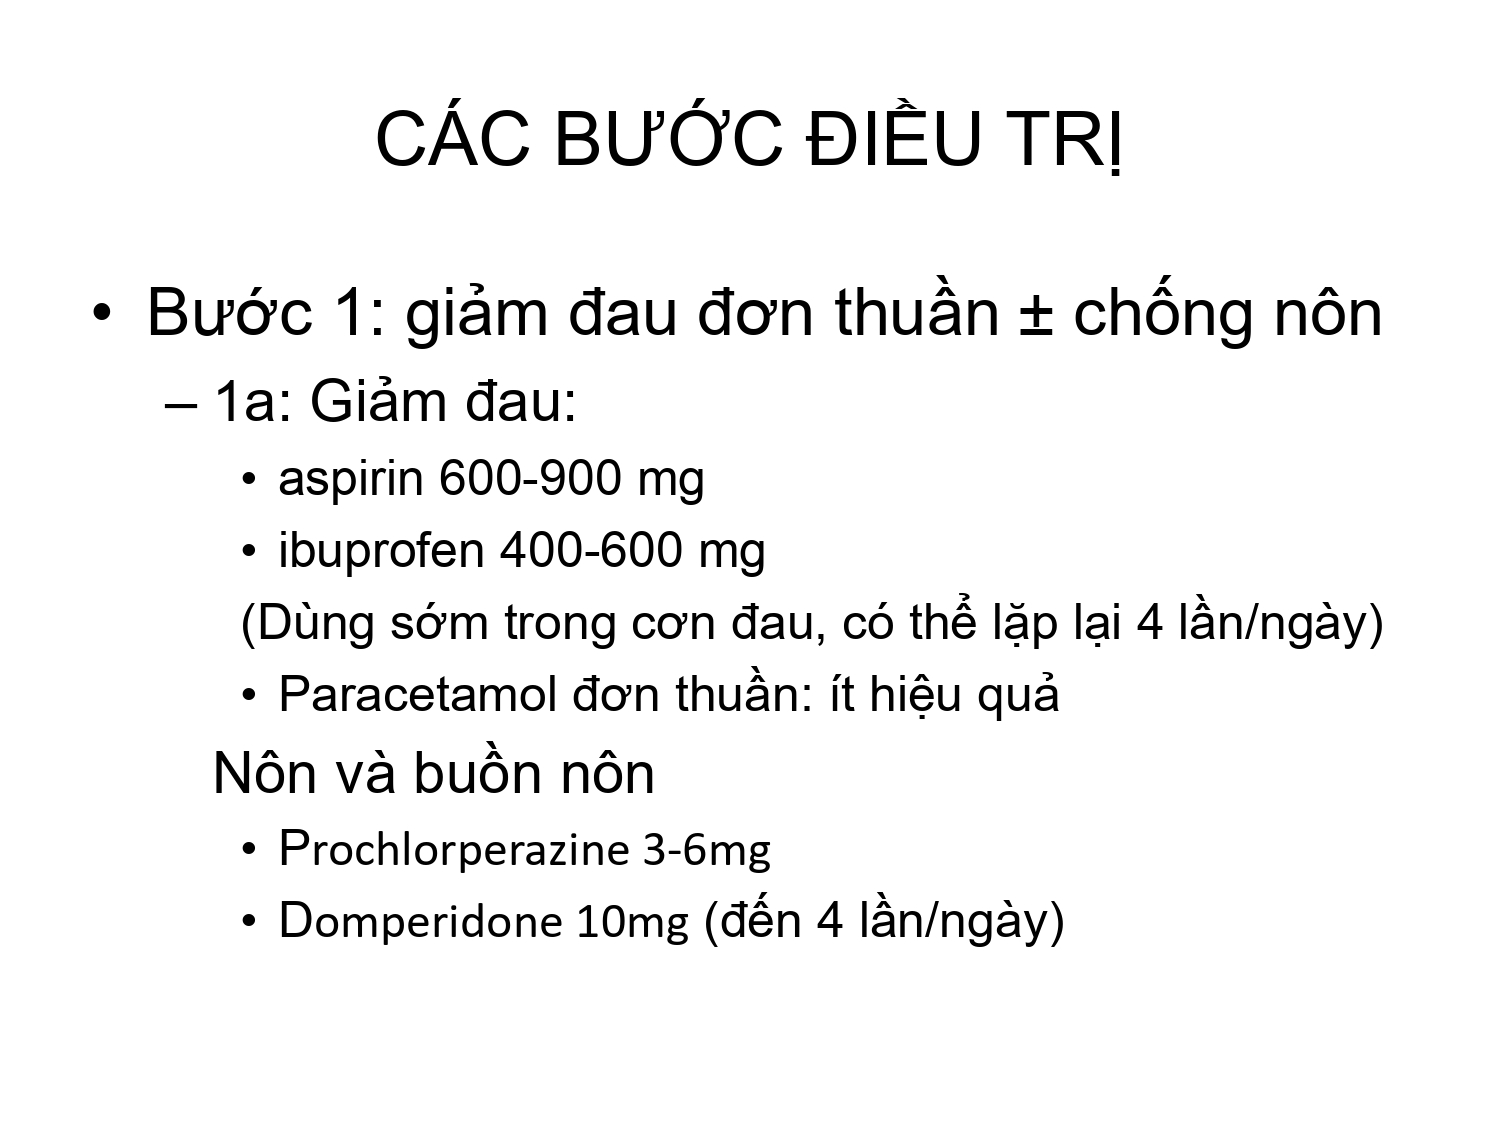 CÁC BƯỚC ĐIỀU TRỊ
• Bước 1: giảm đau đơn thuần ± chống nôn
– 1a: Giảm đau:
• aspirin 600-900 mg
• ibuprofen 400-600 mg
(Dùng sớm trong cơn đau, có thể lặp lại 4 lần/ngày)
• Paracetamol đơn thuần: ít hiệu quả
Nôn và buồn nôn
• Prochlorperazine 3-6mg
• Domperidone 10mg (đến 4 lần/ngày)